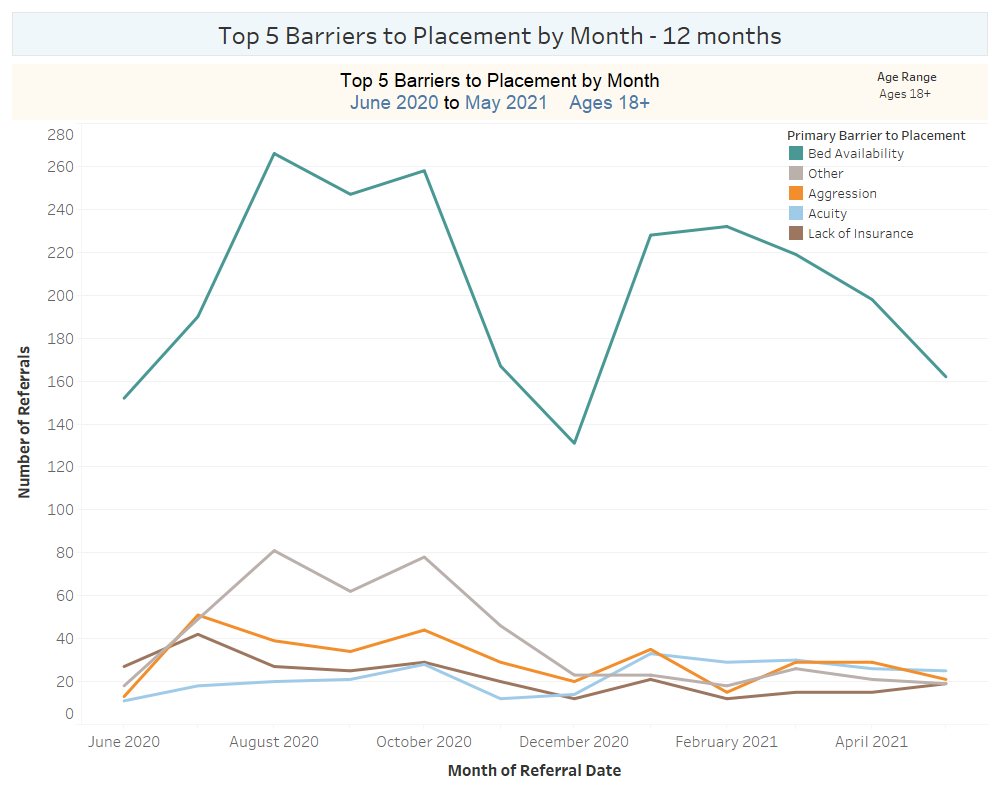 Top 5 Barriers to Placement by Month - 12 months
Top 5 Barriers to Placement by Month
June 2020 to May 2021 Ages 18+
Age Range
Ages 18+
Primary Barrier to Placement
Bed Availability
Other
Aggression
Acuity
Lack of Insurance
Number of Referrals
280
260
240
220
200
180
160
140
120
100
80
60
40
20
0
June 2020 August 2020 October 2020 December 2020 February 2021 April 2021
Month of Referral Date